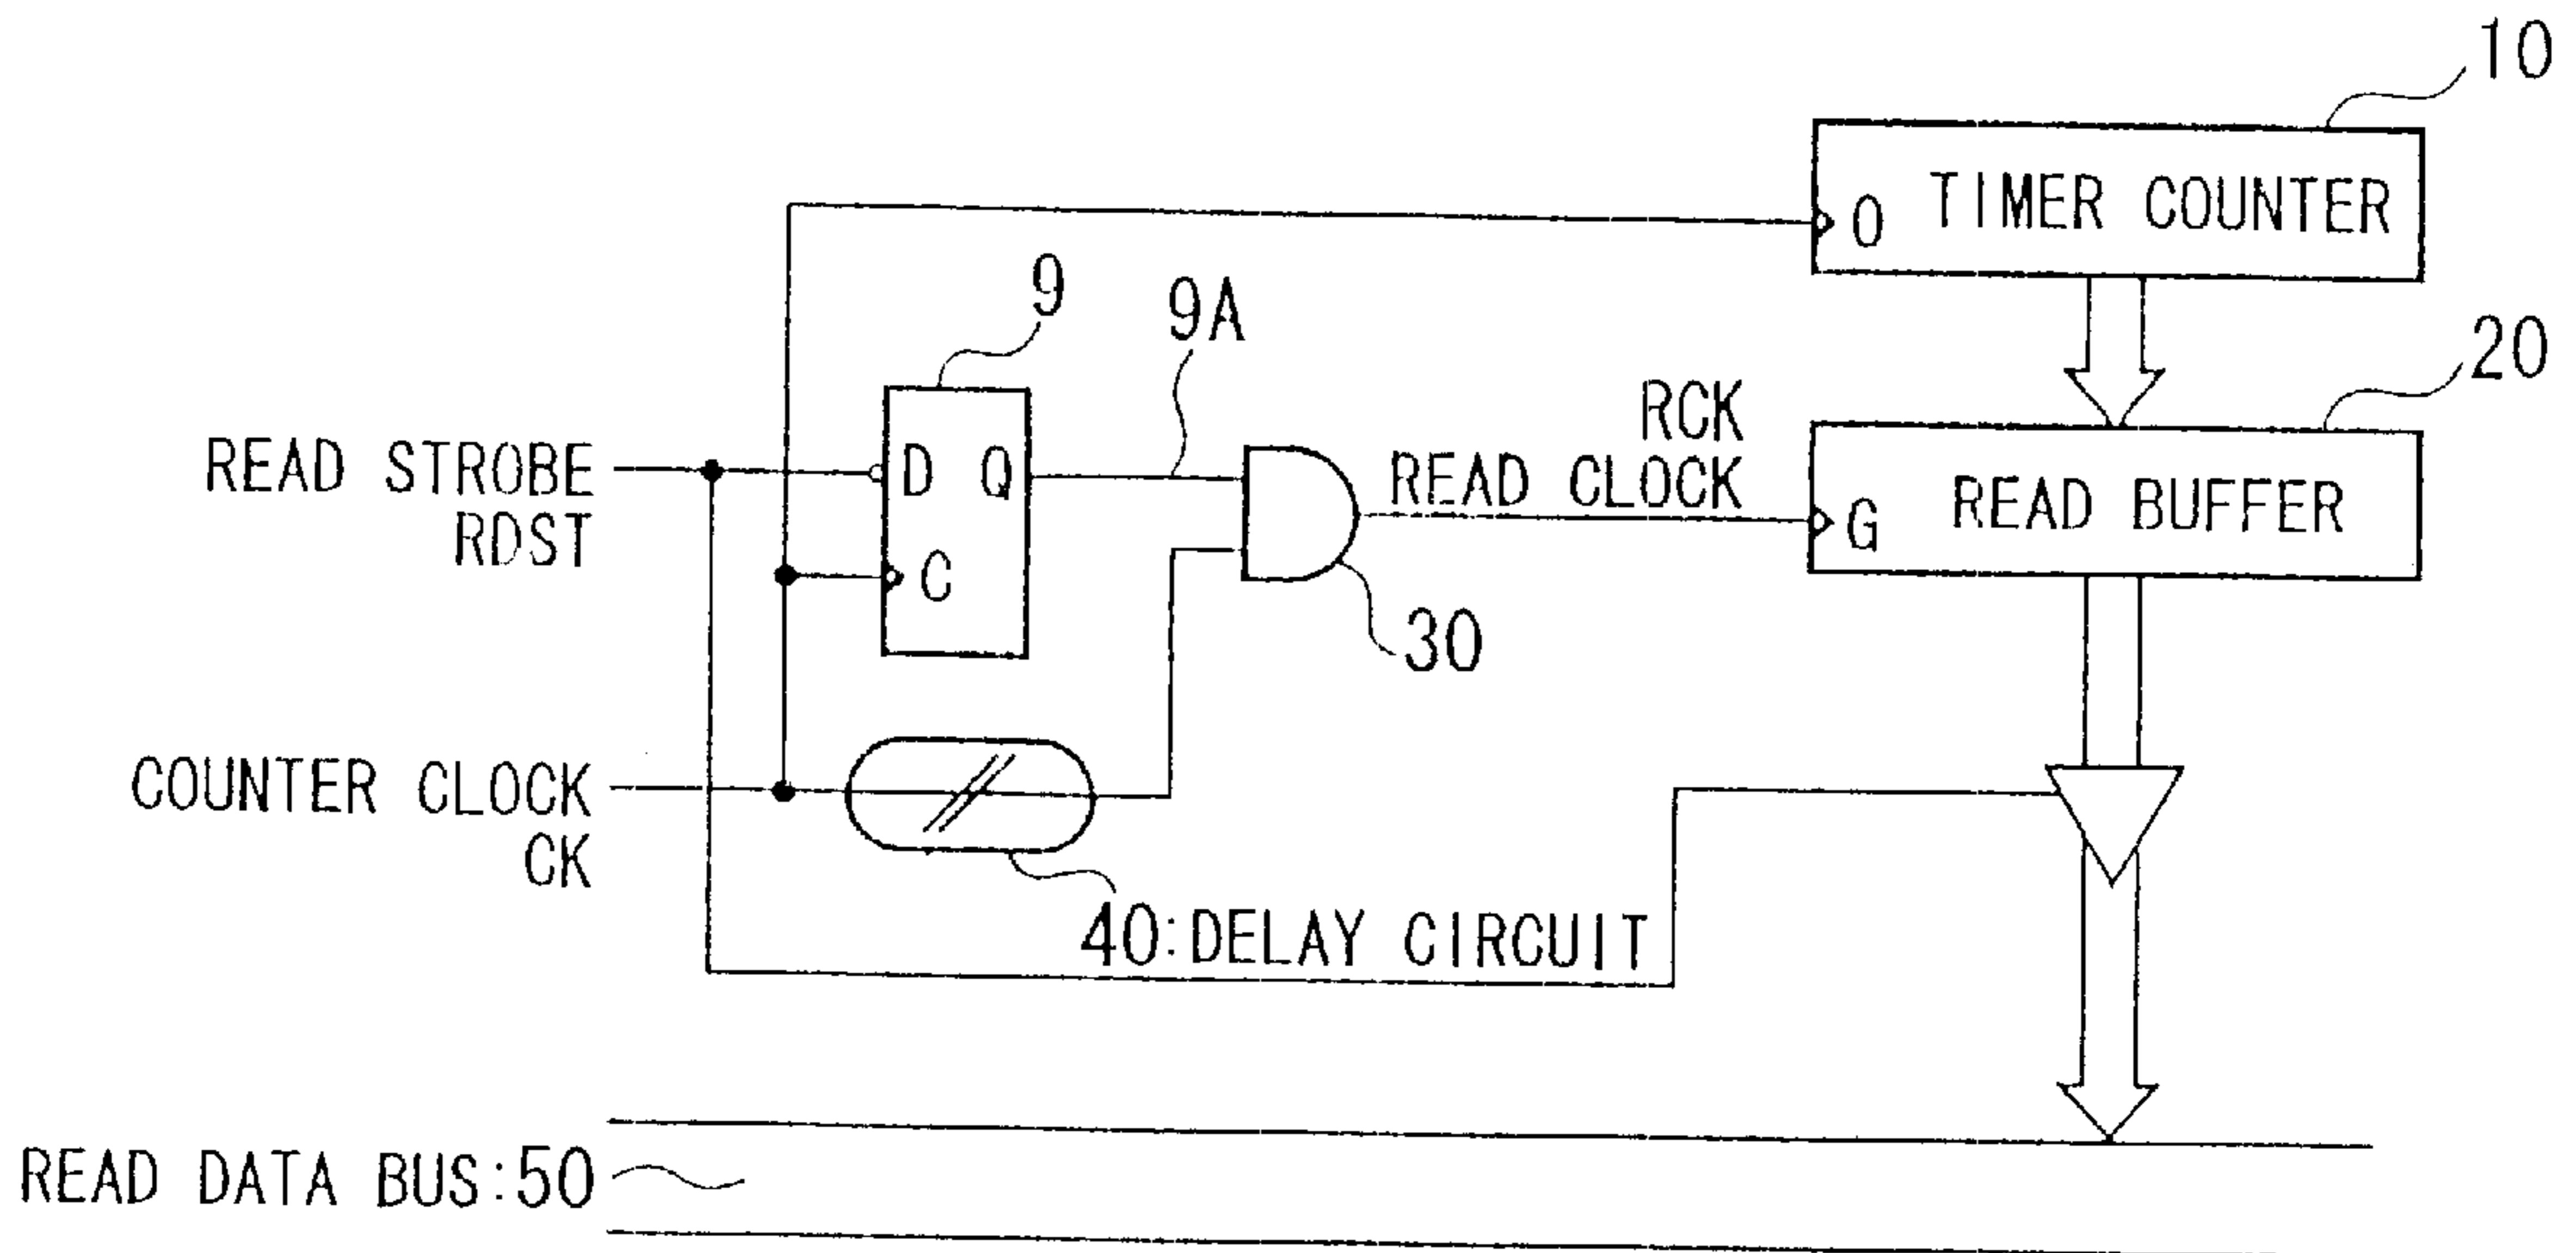 10
O TIMER COUNTER
9
9A
20
RCK
READ CLOCK
READ STROBE
RDST
D Q
C
G READ BUFFER
30
COUNTER CLOCK
CK
40:DELAY CIRCUIT
READ DATA BUS:50